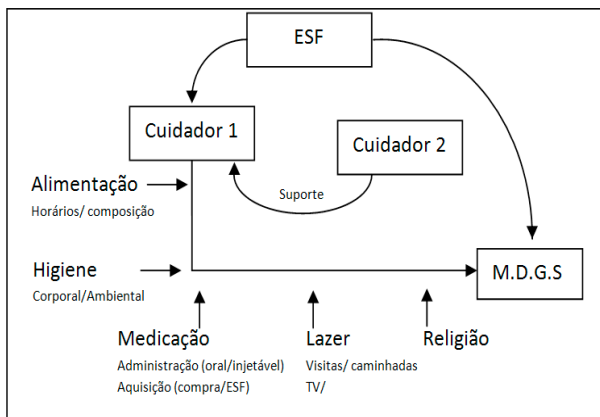 ESF
Cuidador 1
Cuidador 2
Alimentação
Horários/ composição
Suporte
Higiene
Corporal/Ambiental
M.D.G.S
Medicação
Administração (oral/injetável)
Aquisição (compra/ESF)
Lazer
Visitas/ caminhadas
TV/
Religião